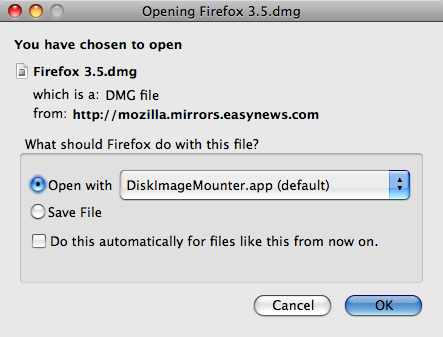 Opening Firefox 3.5.dmg
You have chosen to open
Firefox 3.5.dmg
which is a: DMG file
from: http://mozilla.mirrors.easynews.com
What should Firefox do with this file?
Open with DiskImageMounter.app (default)
Save File
Do this automatically for files like this from now on.
Cancel OK